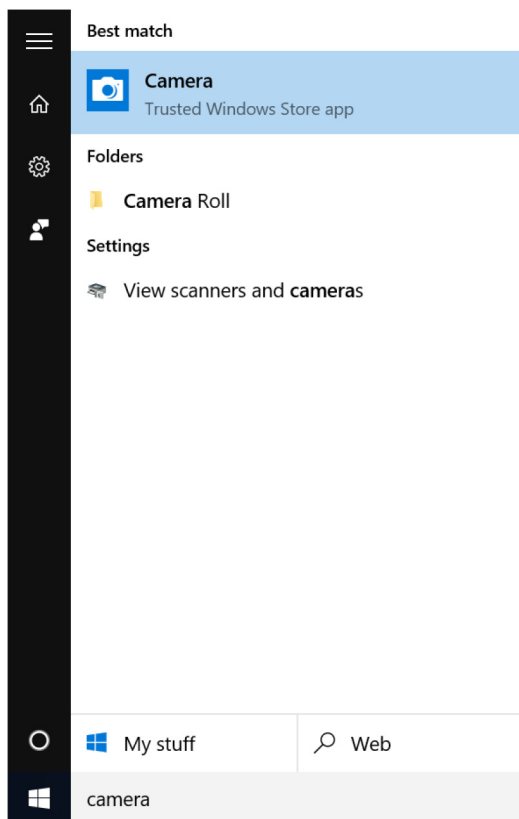 Best match
Camera
Trusted Windows Store app
Folders
Camera Roll
Settings
View scanners and cameras
My stuff
Web
camera